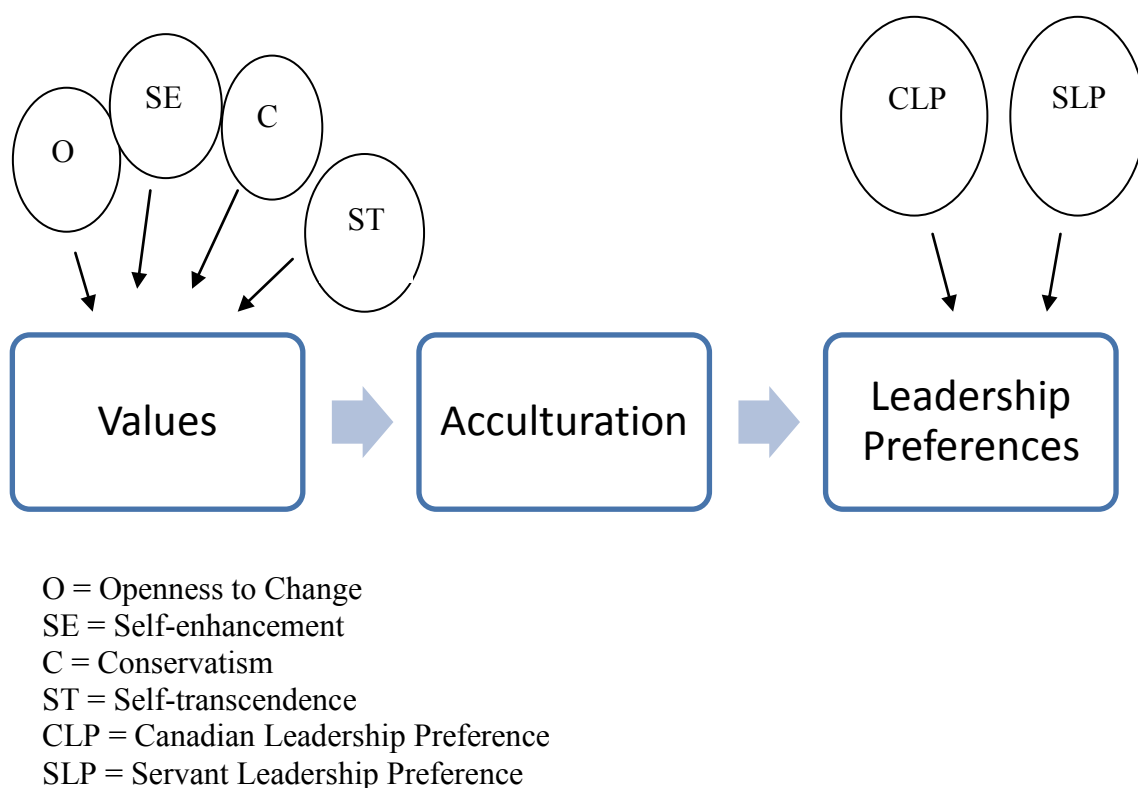 O
SE
C
ST
CLP
SLP
Values
Acculturation
Leadership
Preferences
O = Openness to Change
SE = Self-enhancement
C = Conservatism
ST = Self-transcendence
CLP = Canadian Leadership Preference
SLP = Servant Leadership Preference